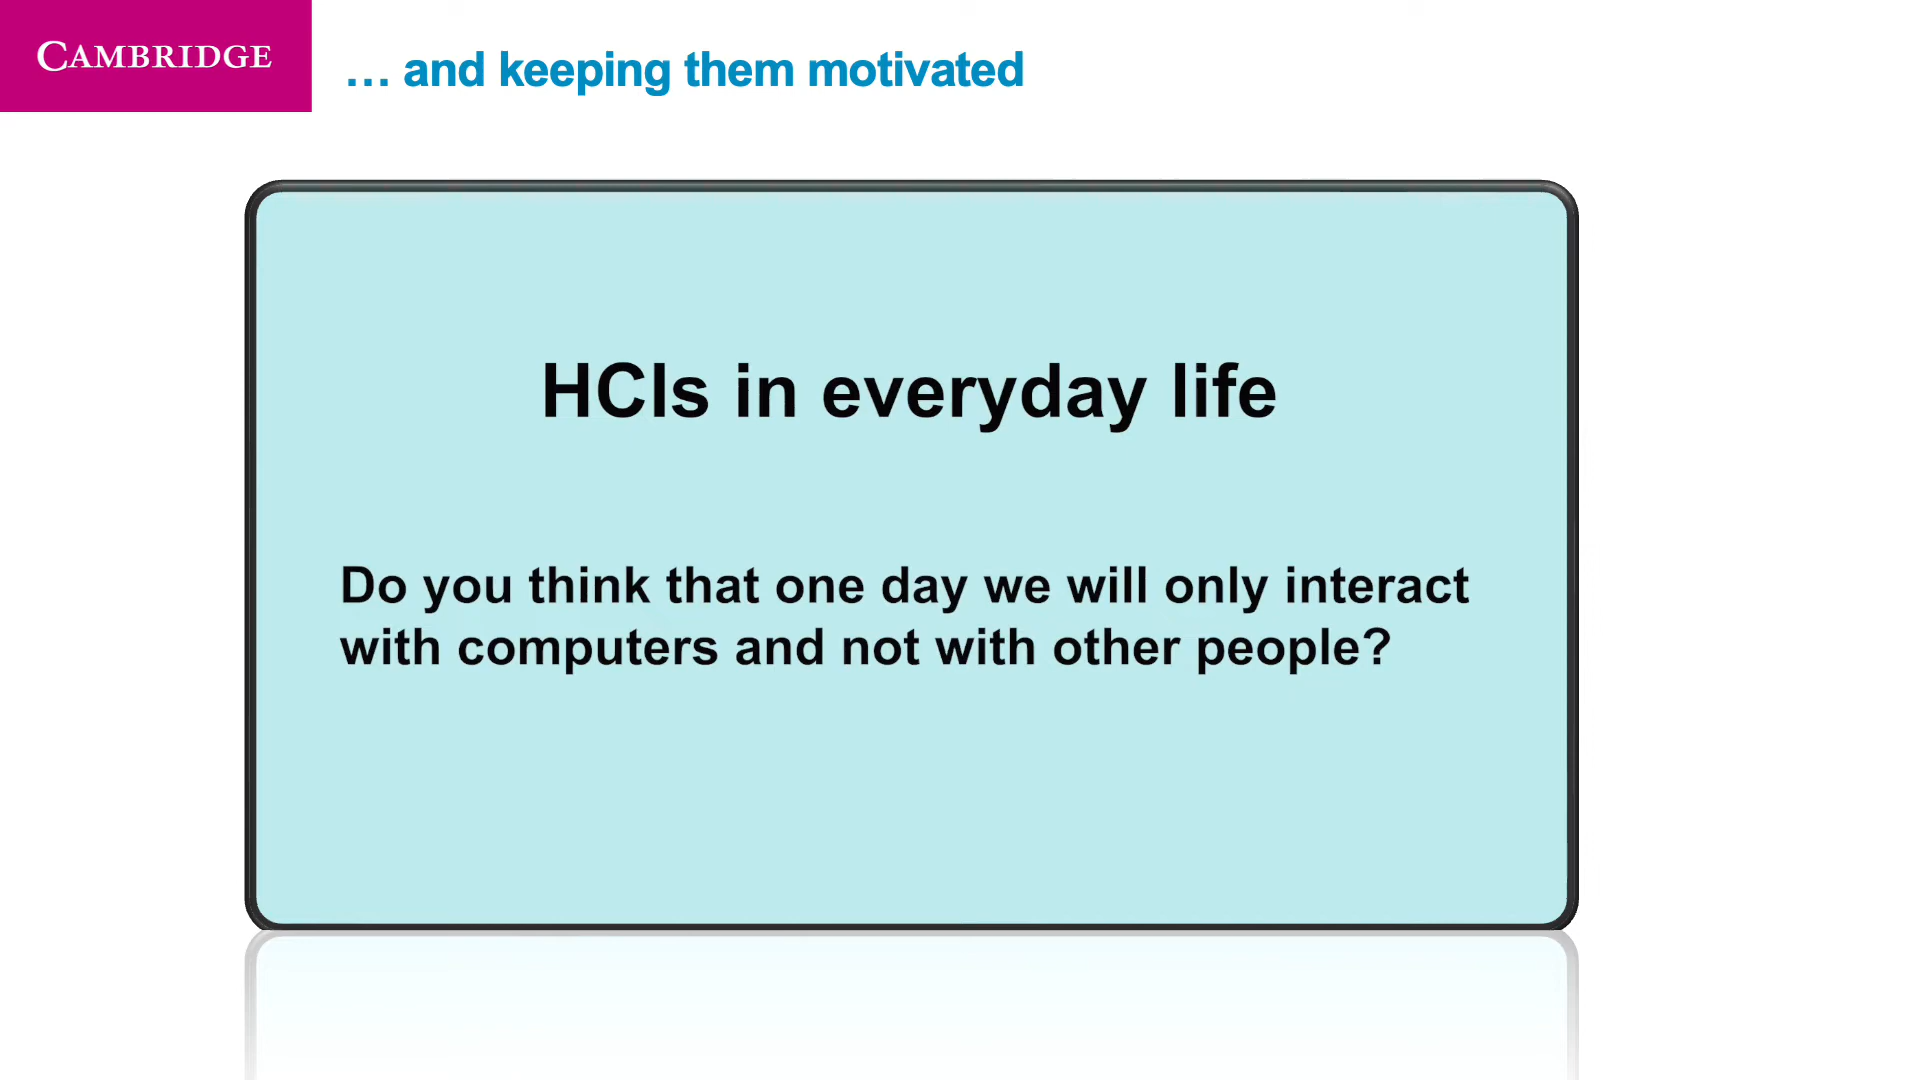 CAMBRIDGE
… and keeping them motivated
HCIs in everyday life
Do you think that one day we will only interact
with computers and not with other people?